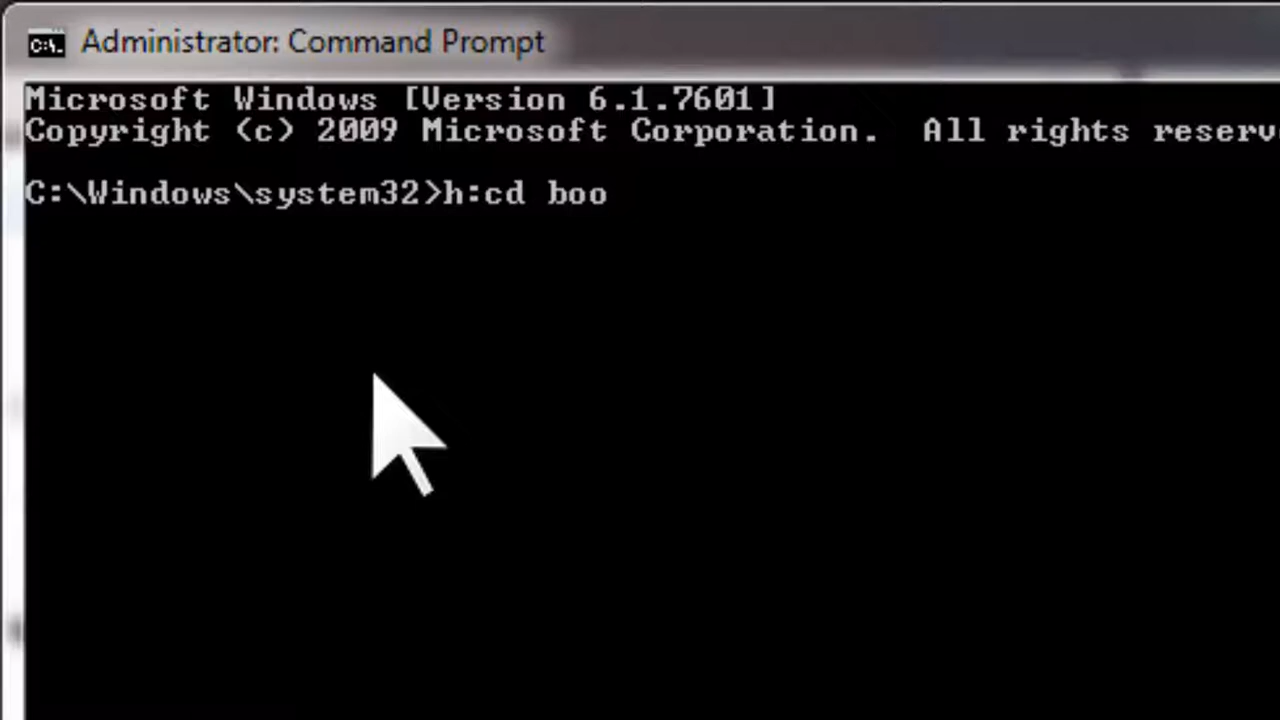 C:\. Administrator: Command Prompt
Microsoft Windows [Version 6.1.7601]
Copyright (c) 2009 Microsoft Corporation.  All rights reserv
C:\Windows\system32>h:cd boo